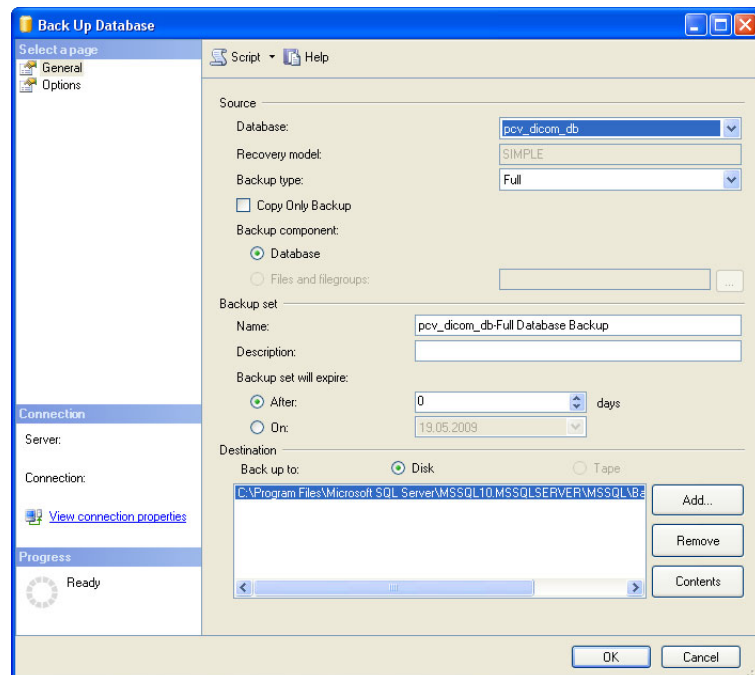 Back Up Database
Select a page
General
Options
Script
Help
Source
Database:
pcv_dicom_db
Recovery model:
SIMPLE
Backup type:
Full
Copy Only Backup
Backup component:
Database
Files and filegroups:
...
Backup set
Name:
pcv_dicom_db-Full Database Backup
Description:
Backup set will expire:
After:
0
days
On:
19.05.2009
Destination
Back up to:
Disk
Tape
C:\Program Files\Microsoft SQL Server\MSSQL10.MSSQLSERVER\MSSQL\Ba
Add...
Remove
Contents
Connection
Server:
Connection:
View connection properties
Progress
Ready
OK
Cancel